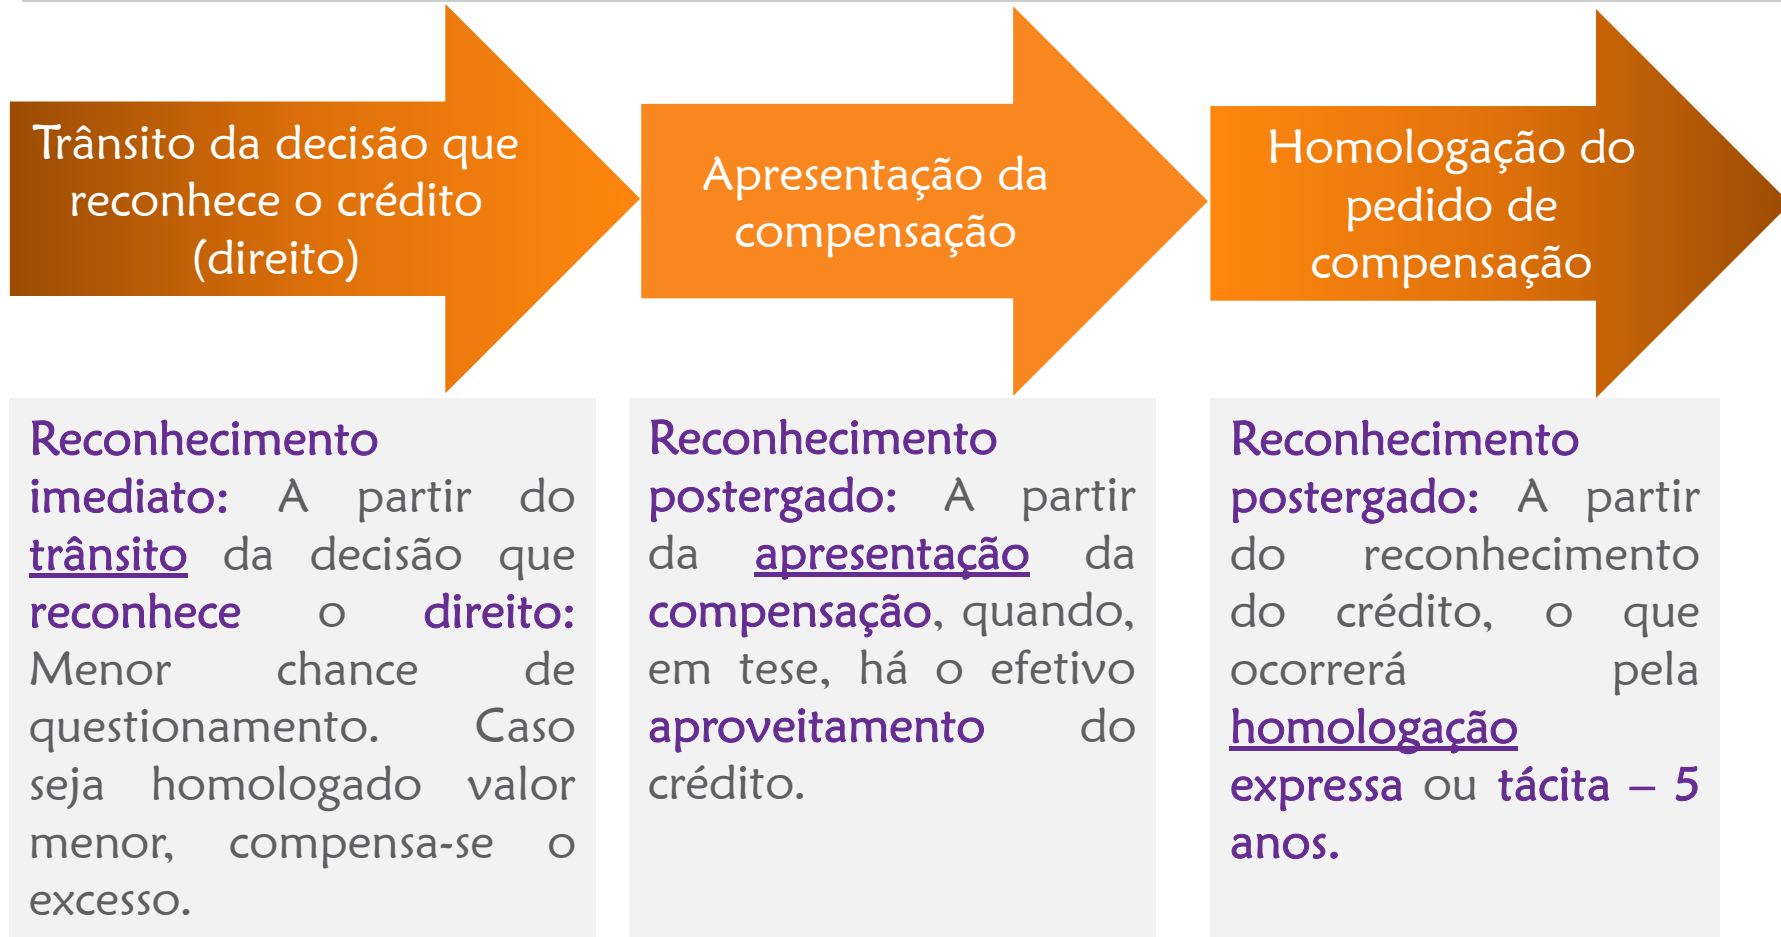 Trânsito da decisão que
reconhece o crédito
(direito)
Apresentação da
compensação
Homologação do
pedido de
compensação
Reconhecimento
imediato: A partir do
trânsito da decisão que
reconhece o direito:
Menor chance de
questionamento. Caso
seja homologado valor
menor, compensa-se o
excesso.
Reconhecimento
postergado: A partir
da apresentação da
compensação, quando,
em tese, há o efetivo
aproveitamento do
crédito.
Reconhecimento
postergado: A partir
do reconhecimento
do crédito, o que
ocorrerá pela
homologação
expressa ou tácita – 5
anos.